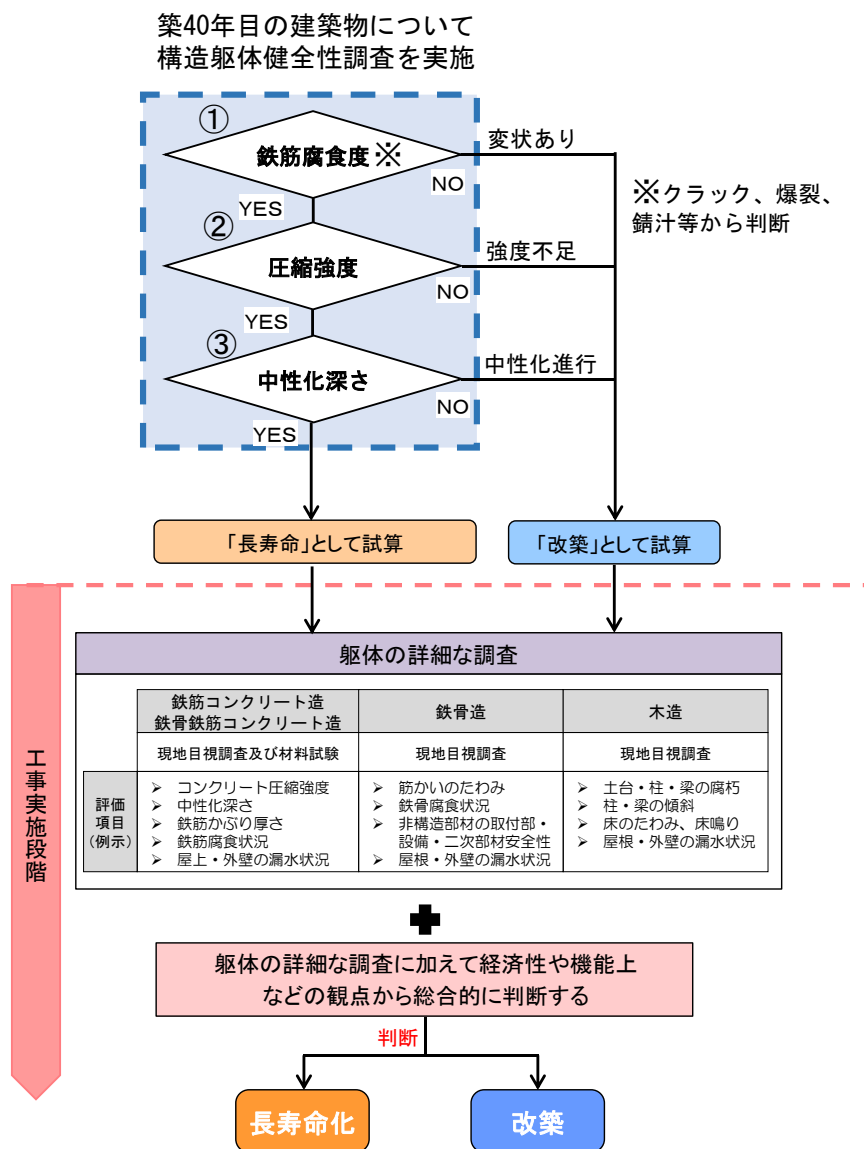 築40年目の建築物について
構造躯体健全性調査を実施
①
鉄筋腐食度※
変状あり
NO
YES
※クラック、爆裂、
錆汁等から判断
②
圧縮強度
強度不足
NO
YES
③
中性化深さ
中性化進行
NO
YES
「長寿命」として試算
「改築」として試算
工事実施段階
躯体の詳細な調査
鉄筋コンクリート造
鉄骨鉄筋コンクリート造
鉄骨造
木造
現地目視調査及び材料試験
現地目視調査
現地目視調査
評価
項目
(例示)
➢ コンクリート圧縮強度
➢ 中性化深さ
➢ 鉄筋かぶり厚さ
➢ 鉄筋腐食状況
➢ 屋上・外壁の漏水状況
➢ 筋かいのたわみ
➢ 鉄骨腐食状況
➢ 非構造部材の取付部・
設備・二次部材安全性
➢ 屋根・外壁の漏水状況
➢ 土台・柱・梁の腐朽
➢ 柱・梁の傾斜
➢ 床のたわみ、床鳴り
➢ 屋根・外壁の漏水状況
躯体の詳細な調査に加えて経済性や機能上
などの観点から総合的に判断する
判断
長寿命化
改築